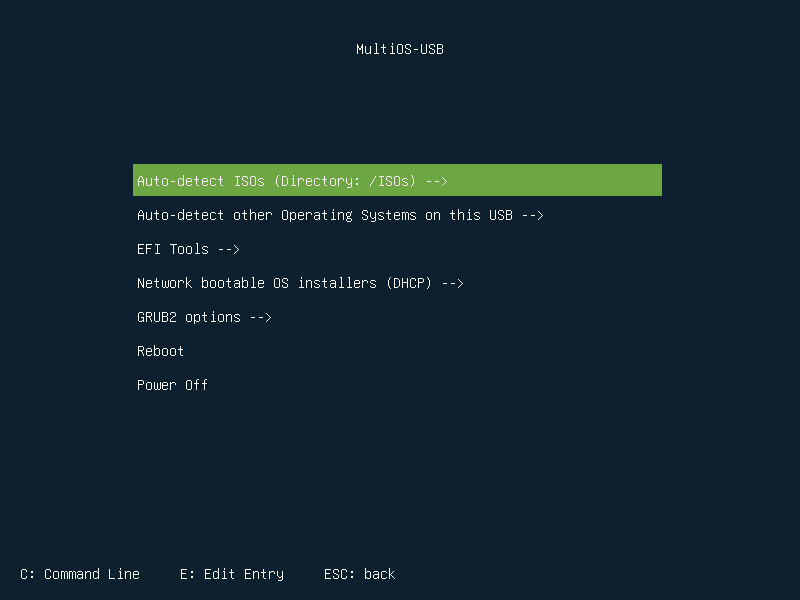 MultiOS-USB
Auto-detect ISOs (Directory: /ISOs) -->
Auto-detect other Operating Systems on this USB -->
EFI Tools -->
Network bootable OS installers (DHCP) -->
GRUB2 options -->
Reboot
Power Off
C: Command Line     E: Edit Entry     ESC: back